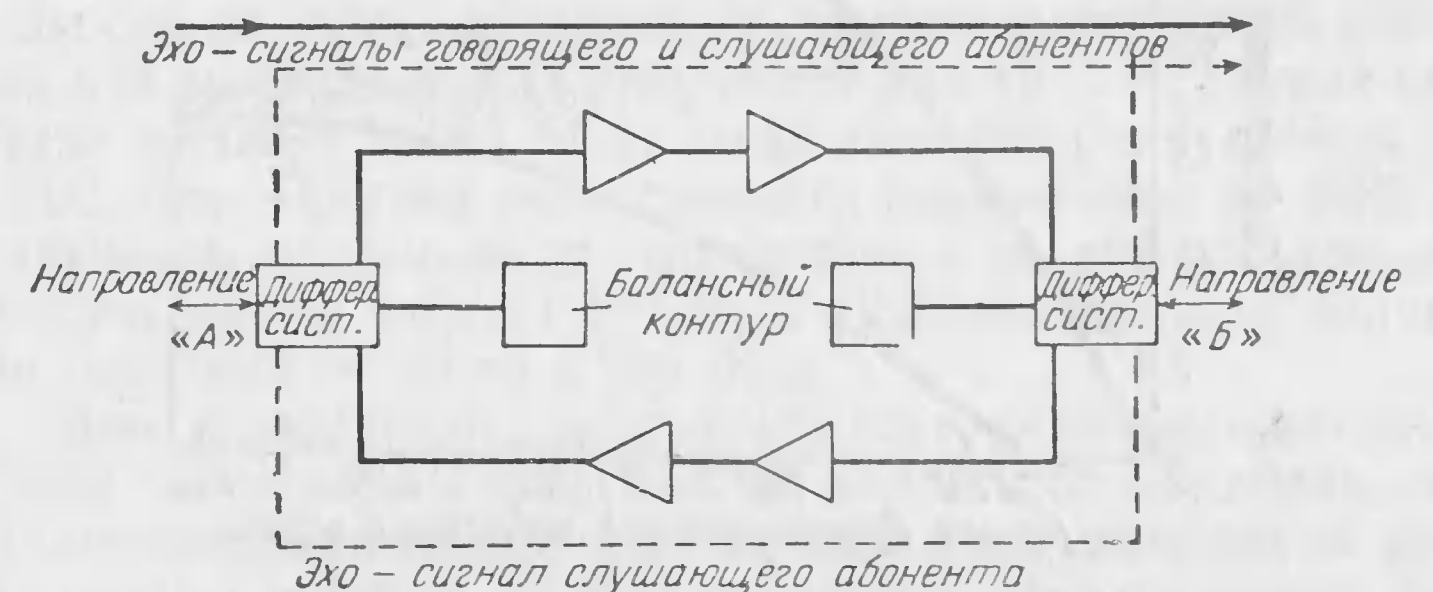 Эхо – сигналы говорящего и слушающего абонентов
Направление
«А»
Диффер.
сист.
Балансный
контур
Диффер.
сист.
Направление
«Б»
Эхо – сигнал слушающего абонента